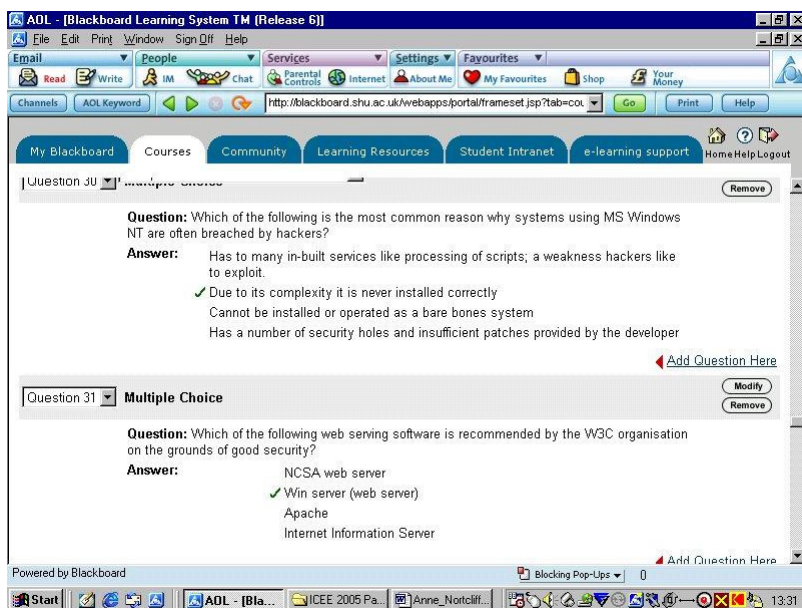 AOL - [Blackboard Learning System TM (Release 6)]
File Edit Print Window Sign Off Help
Email People Services Settings Favourites
Read Write IM Chat Parental Controls Internet About Me My Favourites Shop Your Money
Channels AOL Keyword http://blackboard.shu.ac.uk/webapps/portal/frameset.jsp?tab=cou Go Print Help
My Blackboard Courses Community Learning Resources Student Intranet e-learning support Home Help Logout
Question 30 Multiple Choice Remove
Question: Which of the following is the most common reason why systems using MS Windows
NT are often breached by hackers?
Answer: Has to many in-built services like processing of scripts; a weakness hackers like
to exploit.
Due to its complexity it is never installed correctly
Cannot be installed or operated as a bare bones system
Has a number of security holes and insufficient patches provided by the developer
Add Question Here
Question 31 Multiple Choice Modify
Remove
Question: Which of the following web serving software is recommended by the W3C organisation
on the grounds of good security?
Answer: NCSA web server
Win server (web server)
Apache
Internet Information Server
Add Question Here
Powered by Blackboard Blocking Pop-Ups 0
Start AOL - [Bla... ICEE 2005 Pa... Anne_Nortcliff... 13:31